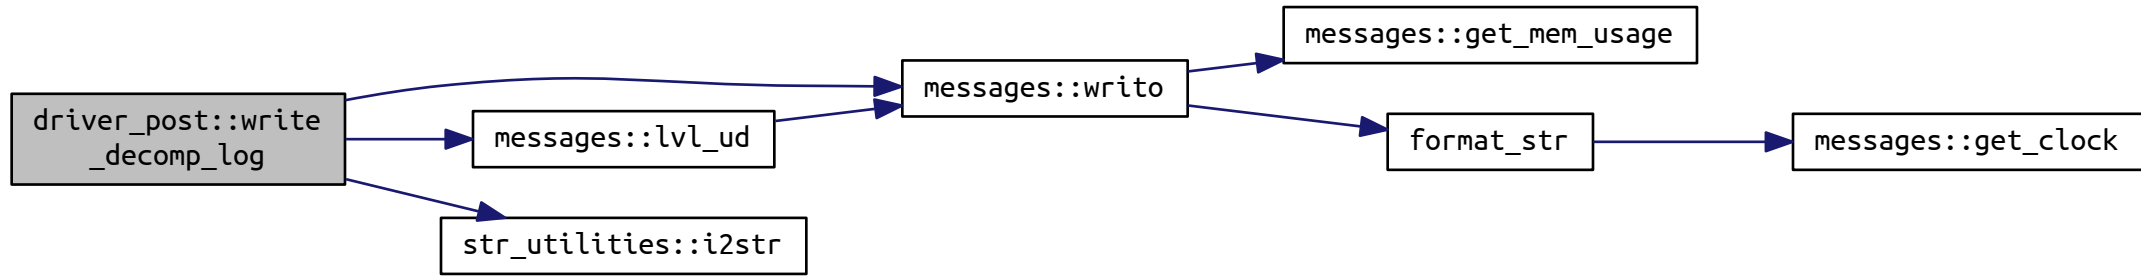 driver_post::write
_decomp_log
messages::lvl_ud
str_utilities::i2str
messages::writo
messages::get_mem_usage
format_str
messages::get_clock